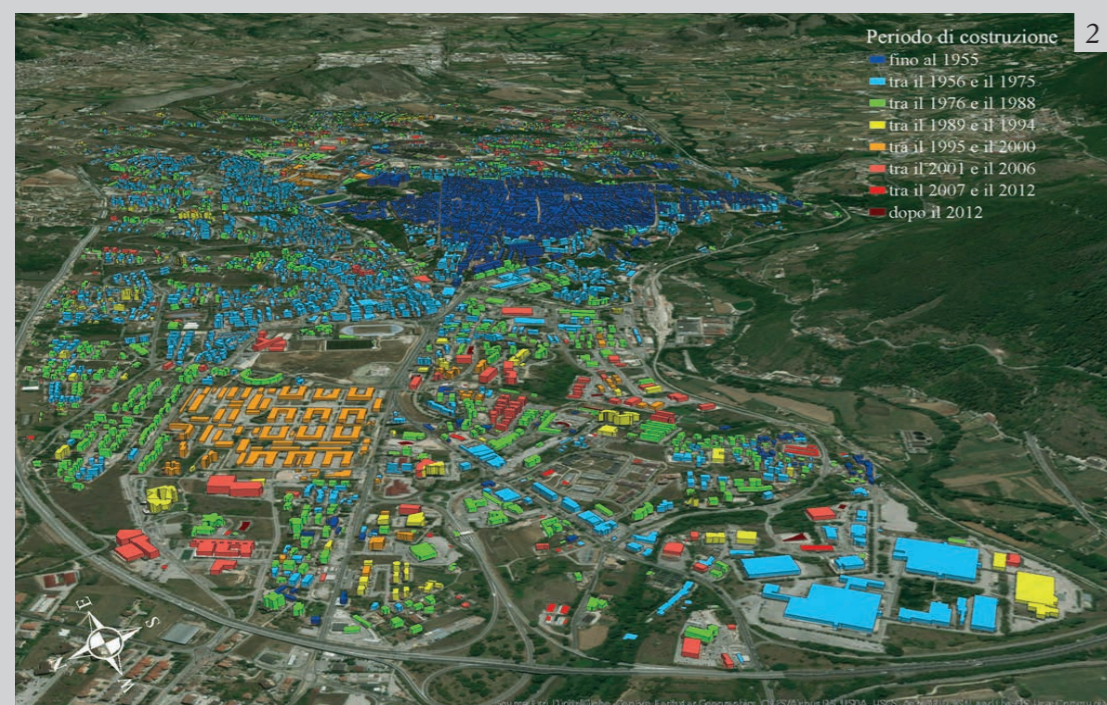 2
Periodo di costruzione
fino al 1955
tra il 1956 e il 1975
tra il 1976 e il 1988
tra il 1989 e il 1994
tra il 1995 e il 2000
tra il 2001 e il 2006
tra il 2007 e il 2012
dopo il 2012
E
S
N
W